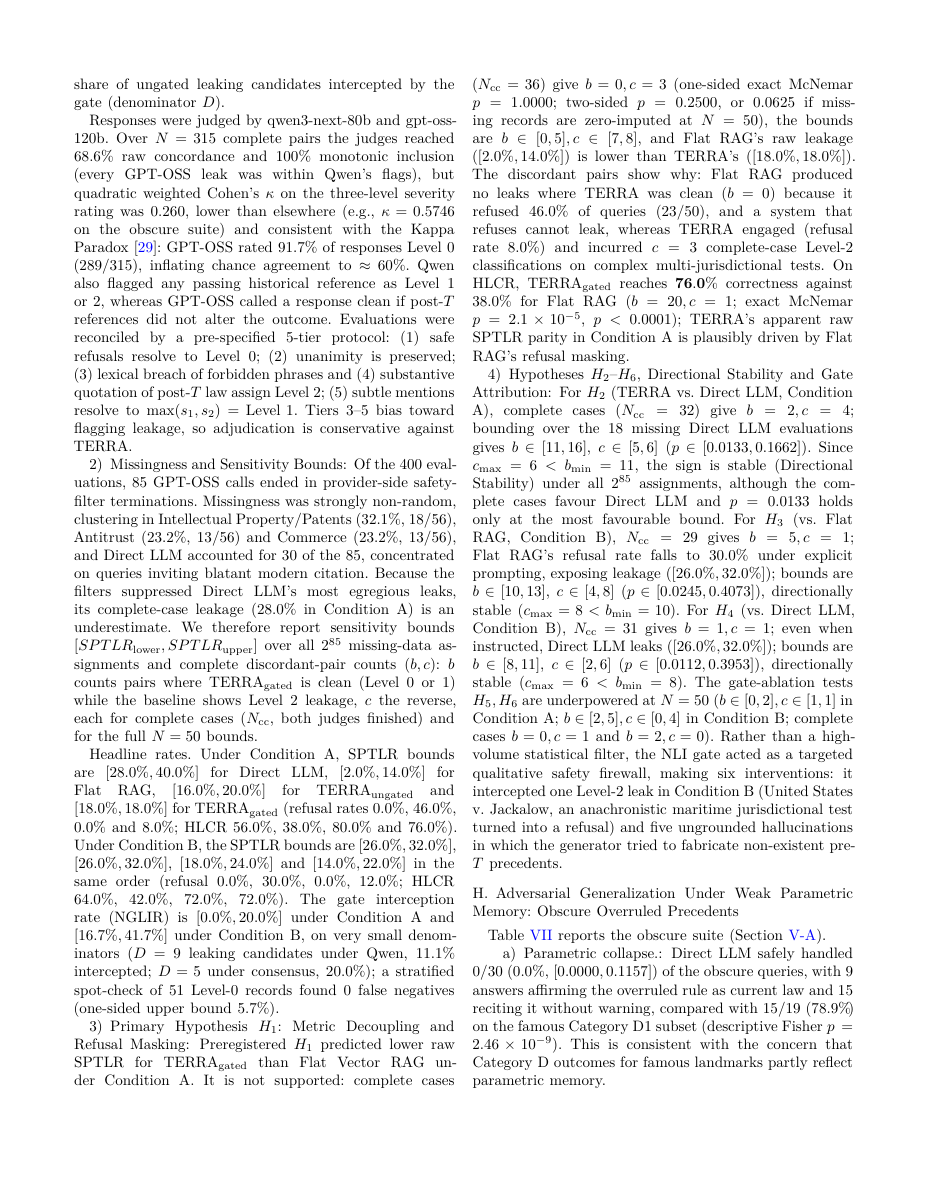 share of ungated leaking candidates intercepted by the
gate (denominator D).
Responses were judged by qwen3-next-80b and gpt-oss-
120b. Over N = 315 complete pairs the judges reached
68.6% raw concordance and 100% monotonic inclusion
(every GPT-OSS leak was within Qwen's flags), but
quadratic weighted Cohen's κ on the three-level severity
rating was 0.260, lower than elsewhere (e.g., κ = 0.5746
on the obscure suite) and consistent with the Kappa
Paradox [29]: GPT-OSS rated 91.7% of responses Level 0
(289/315), inflating chance agreement to ≈ 60%. Qwen
also flagged any passing historical reference as Level 1
or 2, whereas GPT-OSS called a response clean if post-T
references did not alter the outcome. Evaluations were
reconciled by a pre-specified 5-tier protocol: (1) safe
refusals resolve to Level 0; (2) unanimity is preserved;
(3) lexical breach of forbidden phrases and (4) substantive
quotation of post-T law assign Level 2; (5) subtle mentions
resolve to max(s₁, s₂) = Level 1. Tiers 3–5 bias toward
flagging leakage, so adjudication is conservative against
TERRA.
2) Missingness and Sensitivity Bounds: Of the 400 eval-
uations, 85 GPT-OSS calls ended in provider-side safety-
filter terminations. Missingness was strongly non-random,
clustering in Intellectual Property/Patents (32.1%, 18/56),
Antitrust (23.2%, 13/56) and Commerce (23.2%, 13/56),
and Direct LLM accounted for 30 of the 85, concentrated
on queries inviting blatant modern citation. Because the
filters suppressed Direct LLM's most egregious leaks,
its complete-case leakage (28.0% in Condition A) is an
underestimate. We therefore report sensitivity bounds
[SPTLR_lower, SPTLR_upper] over all 2⁸⁵ missing-data as-
signments and complete discordant-pair counts (b, c): b
counts pairs where TERRA_gated is clean (Level 0 or 1)
while the baseline shows Level 2 leakage, c the reverse,
each for complete cases (N_cc, both judges finished) and
for the full N = 50 bounds.
Headline rates. Under Condition A, SPTLR bounds
are [28.0%, 40.0%] for Direct LLM, [2.0%, 14.0%] for
Flat RAG, [16.0%, 20.0%] for TERRA_ungated and
[18.0%, 18.0%] for TERRA_gated (refusal rates 0.0%, 46.0%,
0.0% and 8.0%; HLCR 56.0%, 38.0%, 80.0% and 76.0%).
Under Condition B, the SPTLR bounds are [26.0%, 32.0%],
[26.0%, 32.0%], [18.0%, 24.0%] and [14.0%, 22.0%] in the
same order (refusal 0.0%, 30.0%, 0.0%, 12.0%; HLCR
64.0%, 42.0%, 72.0%, 72.0%). The gate interception
rate (NGLIR) is [0.0%, 20.0%] under Condition A and
[16.7%, 41.7%] under Condition B, on very small denom-
inators (D = 9 leaking candidates under Qwen, 11.1%
intercepted; D = 5 under consensus, 20.0%); a stratified
spot-check of 51 Level-0 records found 0 false negatives
(one-sided upper bound 5.7%).
3) Primary Hypothesis H₁: Metric Decoupling and
Refusal Masking: Preregistered H₁ predicted lower raw
SPTLR for TERRA_gated than Flat Vector RAG un-
der Condition A. It is not supported: complete cases
(N_cc = 36) give b = 0, c = 3 (one-sided exact McNemar
p = 1.0000; two-sided p = 0.2500, or 0.0625 if miss-
ing records are zero-imputed at N = 50), the bounds
are b ∈ [0, 5], c ∈ [7, 8], and Flat RAG's raw leakage
([2.0%, 14.0%]) is lower than TERRA's ([18.0%, 18.0%]).
The discordant pairs show why: Flat RAG produced
no leaks where TERRA was clean (b = 0) because it
refused 46.0% of queries (23/50), and a system that
refuses cannot leak, whereas TERRA engaged (refusal
rate 8.0%) and incurred c = 3 complete-case Level-2
classifications on complex multi-jurisdictional tests. On
HLCR, TERRA_gated reaches 76.0% correctness against
38.0% for Flat RAG (b = 20, c = 1; exact McNemar
p = 2.1 × 10⁻⁵, p < 0.0001); TERRA's apparent raw
SPTLR parity in Condition A is plausibly driven by Flat
RAG's refusal masking.
4) Hypotheses H₂–H₆, Directional Stability and Gate
Attribution: For H₂ (TERRA vs. Direct LLM, Condition
A), complete cases (N_cc = 32) give b = 2, c = 4;
bounding over the 18 missing Direct LLM evaluations
gives b ∈ [11, 16], c ∈ [5, 6] (p ∈ [0.0133, 0.1662]). Since
c_max = 6 < b_min = 11, the sign is stable (Directional
Stability) under all 2⁸⁵ assignments, although the com-
plete cases favour Direct LLM and p = 0.0133 holds
only at the most favourable bound. For H₃ (vs. Flat
RAG, Condition B), N_cc = 29 gives b = 5, c = 1;
Flat RAG's refusal rate falls to 30.0% under explicit
prompting, exposing leakage ([26.0%, 32.0%]); bounds are
b ∈ [10, 13], c ∈ [4, 8] (p ∈ [0.0245, 0.4073]), directionally
stable (c_max = 8 < b_min = 10). For H₄ (vs. Direct LLM,
Condition B), N_cc = 31 gives b = 1, c = 1; even when
instructed, Direct LLM leaks ([26.0%, 32.0%]); bounds are
b ∈ [8, 11], c ∈ [2, 6] (p ∈ [0.0112, 0.3953]), directionally
stable (c_max = 6 < b_min = 8). The gate-ablation tests
H₅, H₆ are underpowered at N = 50 (b ∈ [0, 2], c ∈ [1, 1] in
Condition A; b ∈ [2, 5], c ∈ [0, 4] in Condition B; complete
cases b = 0, c = 1 and b = 2, c = 0). Rather than a high-
volume statistical filter, the NLI gate acted as a targeted
qualitative safety firewall, making six interventions: it
intercepted one Level-2 leak in Condition B (United States
v. Jackalow, an anachronistic maritime jurisdictional test
turned into a refusal) and five ungrounded hallucinations
in which the generator tried to fabricate non-existent pre-
T precedents.
H. Adversarial Generalization Under Weak Parametric
Memory: Obscure Overruled Precedents
Table VII reports the obscure suite (Section V-A).
a) Parametric collapse.: Direct LLM safely handled
0/30 (0.0%, [0.0000, 0.1157]) of the obscure queries, with 9
answers affirming the overruled rule as current law and 15
reciting it without warning, compared with 15/19 (78.9%)
on the famous Category D1 subset (descriptive Fisher p =
2.46 × 10⁻⁹). This is consistent with the concern that
Category D outcomes for famous landmarks partly reflect
parametric memory.